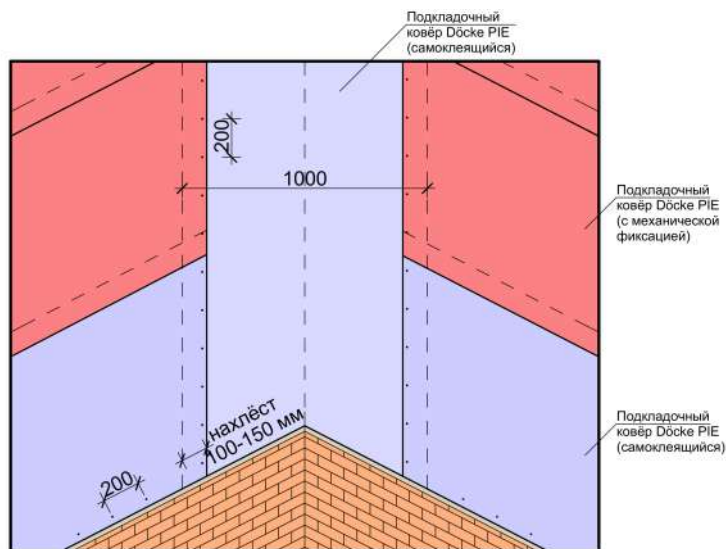 Подкладочный
ковёр Döcke PIE
(самоклеящийся)
200
1000
Подкладочный
ковёр Döcke PIE
(с механической
фиксацией)
нахлёст
100-150 мм
200
Подкладочный
ковёр Döcke PIE
(самоклеящийся)